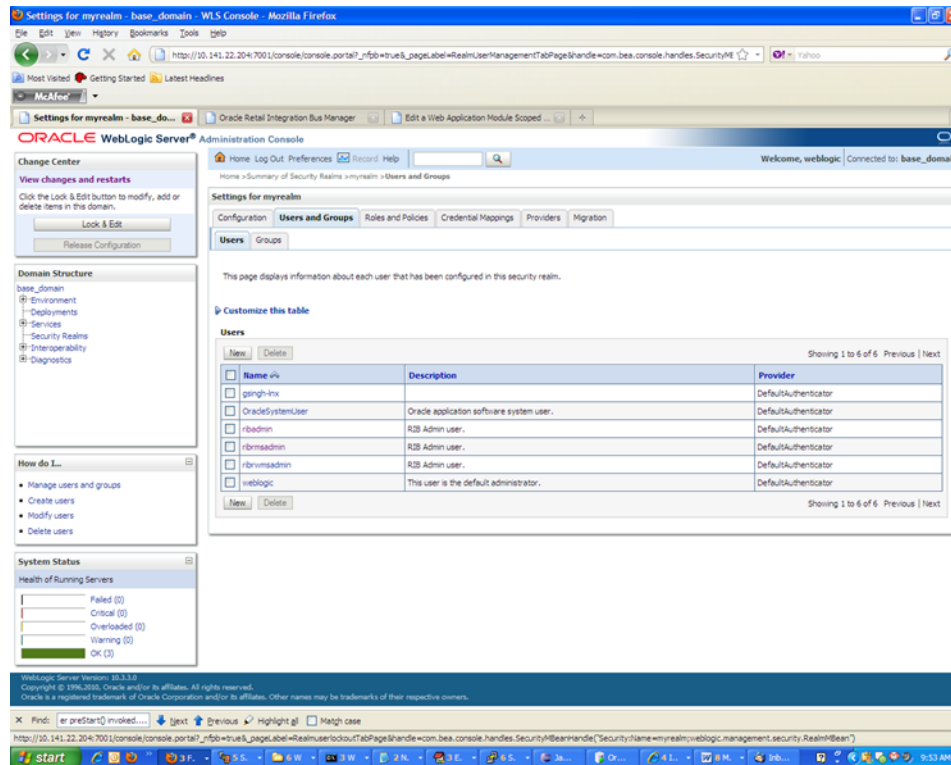 Settings for myrealm - base_domain - WLS Console - Mozilla Firefox
File Edit View History Bookmarks Tools Help
http://10.141.22.204:7001/console/console.portal?_nfpb=true&_pageLabel=RealmUserManagementTabPage&handle=com.bea.console.handles.SecurityME
Yahoo
Most Visited Getting Started Latest Headlines
McAfee
Settings for myrealm - base_do... Oracle Retail Integration Bus Manager Edit a Web Application Module Scoped ...
ORACLE WebLogic Server® Administration Console
Change Center
View changes and restarts
Click the Lock & Edit button to modify, add or
delete items in this domain.
Lock & Edit
Release Configuration
Domain Structure
base_domain
Environment
Deployments
Services
Security Realms
Interoperability
Diagnostics
How do I...
Manage users and groups
Create users
Modify users
Delete users
System Status
Health of Running Servers
Failed (0)
Critical (0)
Overloaded (0)
Warning (0)
OK (3)
Home Log Out Preferences Record Help
Welcome, weblogic Connected to: base_domai
Home >Summary of Security Realms >myrealm >Users and Groups
Settings for myrealm
Configuration Users and Groups Roles and Policies Credential Mappings Providers Migration
Users Groups
This page displays information about each user that has been configured in this security realm.
Customize this table
Users
New Delete Showing 1 to 6 of 6 Previous | Next
Name Description Provider
gsingh-lnx DefaultAuthenticator
OracleSystemUser Oracle application software system user. DefaultAuthenticator
ribadmin RIB Admin user. DefaultAuthenticator
ribrmsadmin RIB Admin user. DefaultAuthenticator
ribrwmsadmin RIB Admin user. DefaultAuthenticator
weblogic This user is the default administrator. DefaultAuthenticator
New Delete Showing 1 to 6 of 6 Previous | Next
WebLogic Server Version: 10.3.3.0
Copyright © 1996,2010, Oracle and/or its affiliates. All rights reserved.
Oracle is a registered trademark of Oracle Corporation and/or its affiliates. Other names may be trademarks of their respective owners.
Find: er preStart() invoked.... Next Previous Highlight all Match case
http://10.141.22.204:7001/console/console.portal?_nfpb=true&_pageLabel=RealmuserlockoutTabPage&handle=com.bea.console.handles.SecurityMBeanHandle("Security:Name=myrealm;weblogic.management.security.RealmMBean")
start 3 F. 5 S. 6 W 3 W 2 N. 3 E. 6 S. Ja... Or... 4 I. 8 M. Inb... 9:53 AM